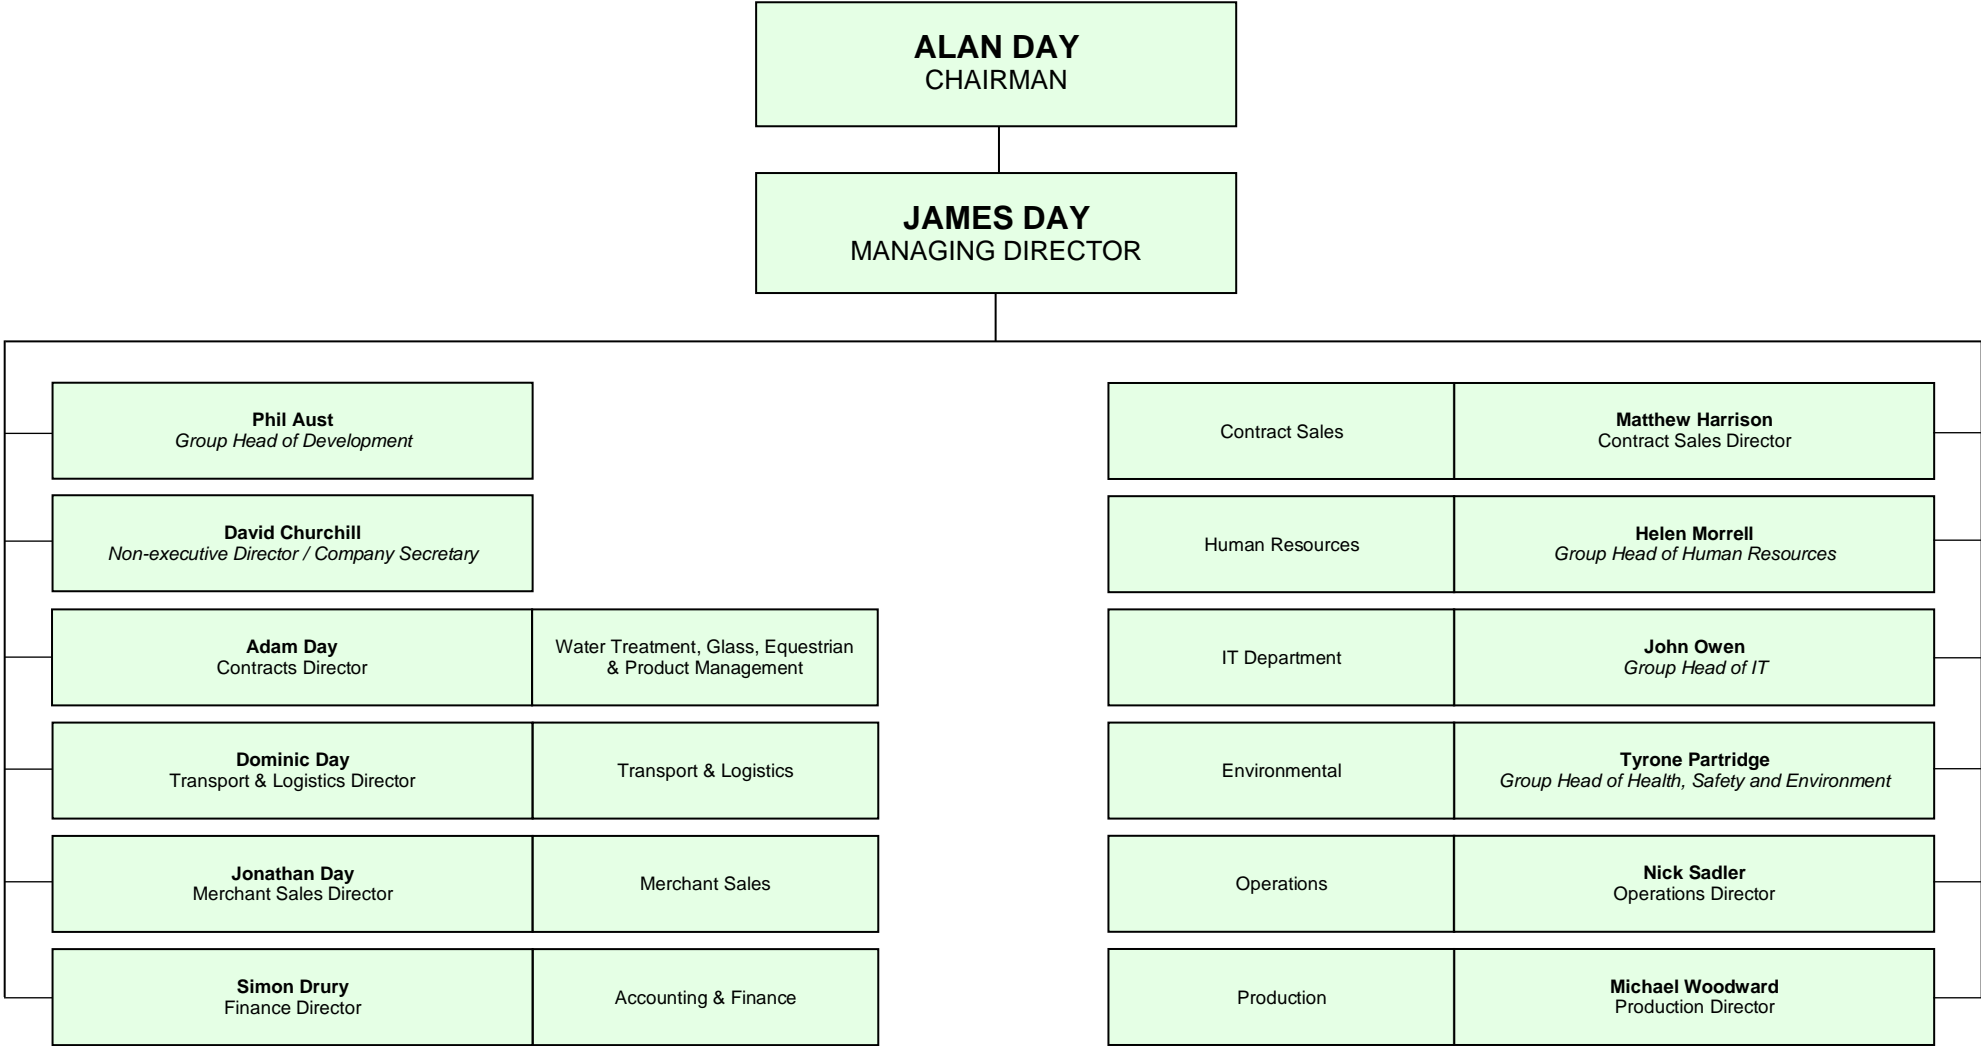 ALAN DAY
CHAIRMAN
JAMES DAY
MANAGING DIRECTOR
Phil Aust
Group Head of Development
David Churchill
Non-executive Director / Company Secretary
Adam Day
Contracts Director
Water Treatment, Glass, Equestrian
& Product Management
Dominic Day
Transport & Logistics Director
Transport & Logistics
Jonathan Day
Merchant Sales Director
Merchant Sales
Simon Drury
Finance Director
Accounting & Finance
Contract Sales
Matthew Harrison
Contract Sales Director
Human Resources
Helen Morrell
Group Head of Human Resources
IT Department
John Owen
Group Head of IT
Environmental
Tyrone Partridge
Group Head of Health, Safety and Environment
Operations
Nick Sadler
Operations Director
Production
Michael Woodward
Production Director